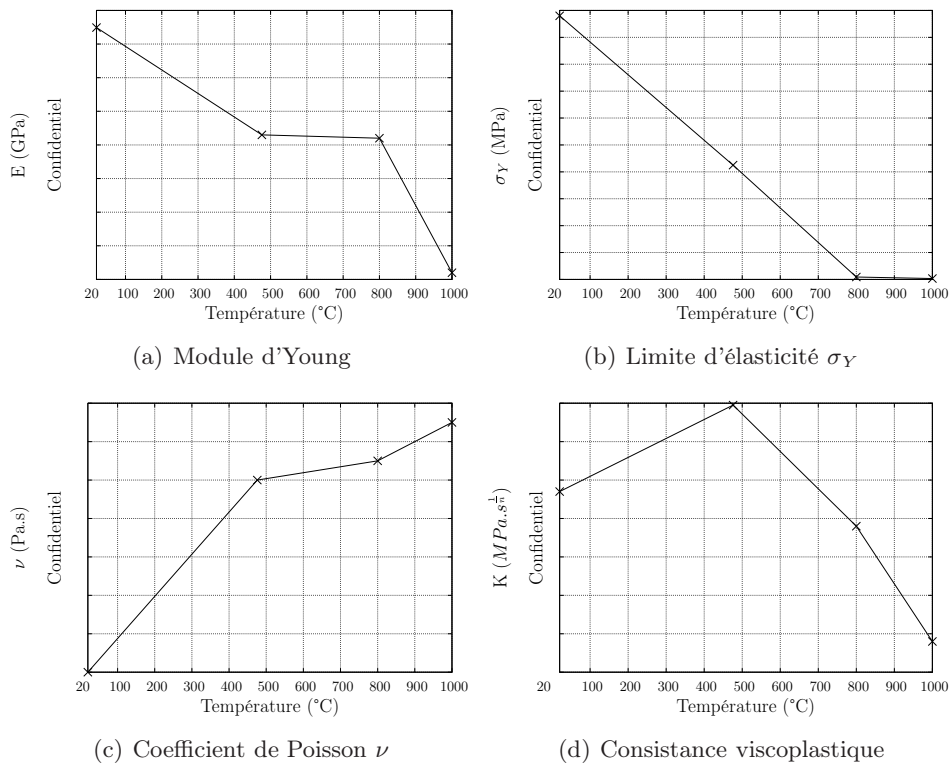 E (GPa)
Confidentiel
20 100 200 300 400 500 600 700 800 900 1000
Température (°C)
(a) Module d'Young
σ_Y (MPa)
Confidentiel
20 100 200 300 400 500 600 700 800 900 1000
Température (°C)
(b) Limite d'élasticité σ_Y
ν (Pa.s)
Confidentiel
20 100 200 300 400 500 600 700 800 900 1000
Température (°C)
(c) Coefficient de Poisson ν
K (MPa.s^{\frac{1}{n}})
Confidentiel
20 100 200 300 400 500 600 700 800 900 1000
Température (°C)
(d) Consistance viscoplastique